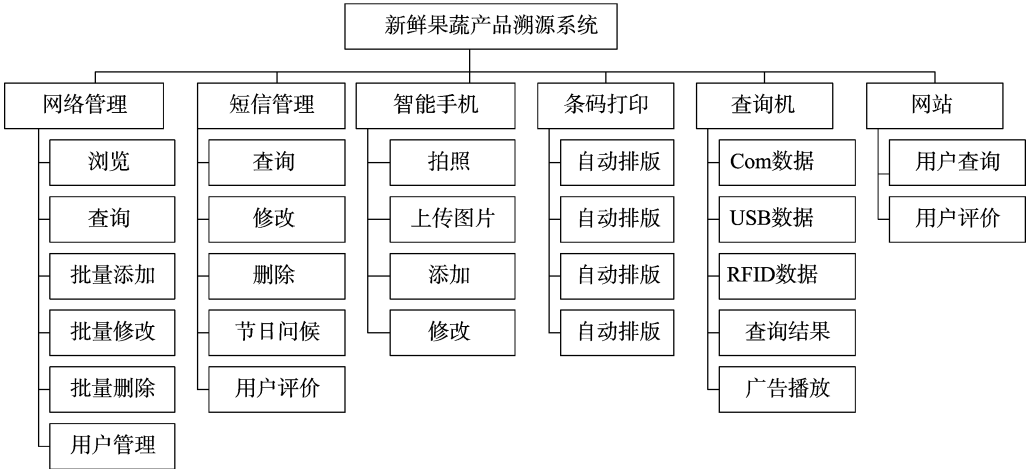 新鲜果蔬产品溯源系统
网络管理
短信管理
智能手机
条码打印
查询机
网站
浏览
查询
批量添加
批量修改
批量删除
用户管理
查询
修改
删除
节日问候
用户评价
拍照
上传图片
添加
修改
自动排版
自动排版
自动排版
自动排版
Com数据
USB数据
RFID数据
查询结果
广告播放
用户查询
用户评价